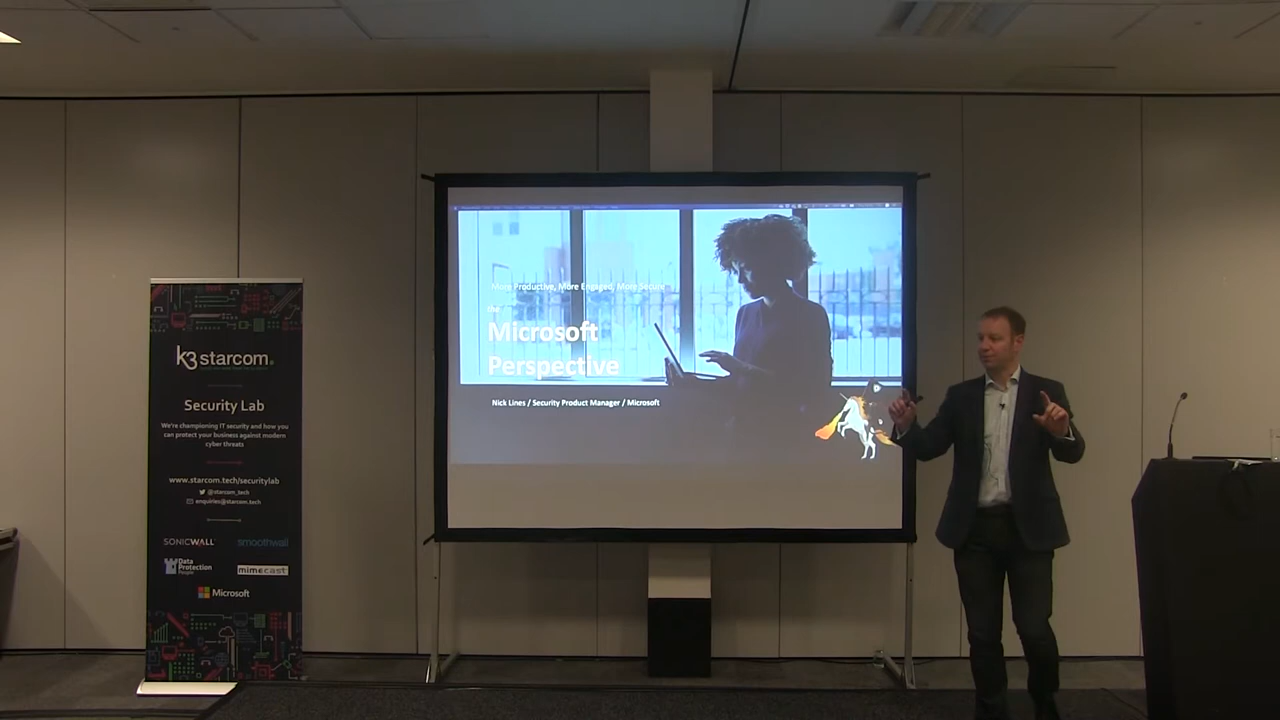 k3starcom
Security Lab
We're championing IT security and how you
can protect your business against modern
cyber threats
www.starcom.tech/securitylab
@starcom_tech
enquiries@starcom.tech
SONICWALL
smoothwall
Data
Protection
People
mimecast
Microsoft
More Productive, More Engaged, More Secure
the
Microsoft
Perspective
Nick Lines / Security Product Manager / Microsoft